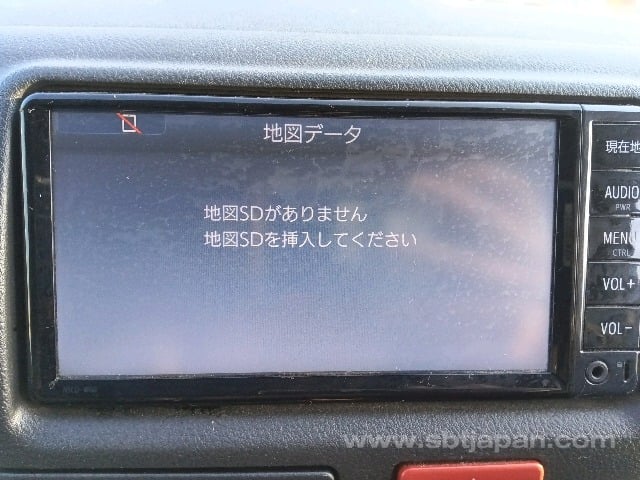 地図データ
地図SDがありません
地図SDを挿入してください
現在地
AUDIO
PWR
MENU
CTRL
VOL+
VOL-
www.sbtjapan.com